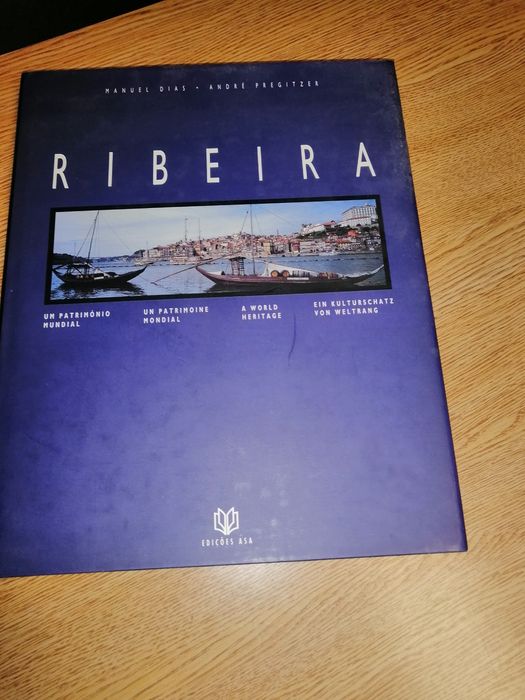 MANUEL DIAS • ANDRÉ PREGITZER
RIBEIRA
UM PATRIMÓNIO
MUNDIAL
UN PATRIMOINE
MONDIAL
A WORLD
HERITAGE
EIN KULTURSCHATZ
VON WELTRANG
EDIÇÕES ASA